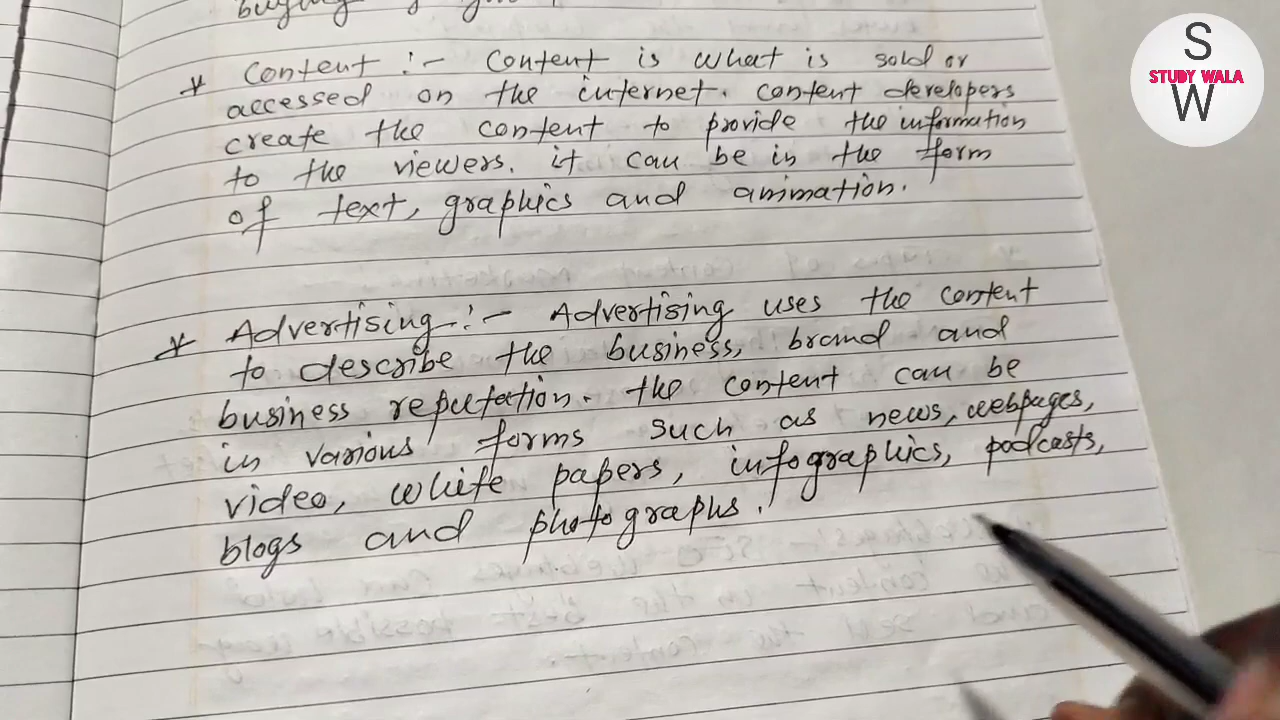 buying
* Content :- Content is what is sold or
accessed on the internet. content developers
create the content to provide the information
to the viewers. it can be in the form
of text, graphics and animation.
* Advertising :- Advertising uses the content
to describe the business, brand and
business reputation. the content can be
in various forms such as news, webpages,
video, white papers, infographics, podcasts,
blogs and photographs.
S
STUDY WALA
W